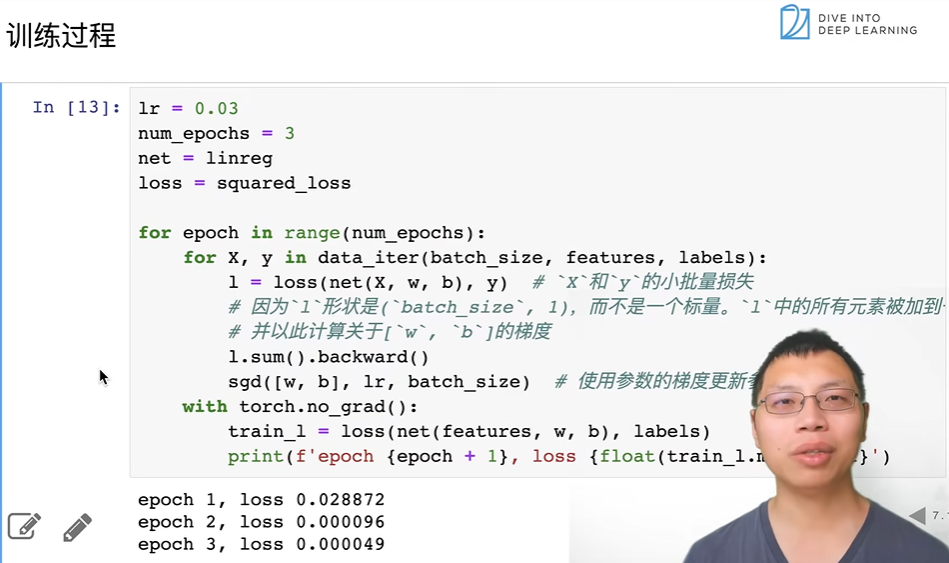 训练过程
DIVE INTO
DEEP LEARNING
In [13]:
lr = 0.03
num_epochs = 3
net = linreg
loss = squared_loss
for epoch in range(num_epochs):
for X, y in data_iter(batch_size, features, labels):
l = loss(net(X, w, b), y)  # `X`和`y`的小批量损失
# 因为`l`形状是(`batch_size`, 1)，而不是一个标量。`l`中的所有元素被加到
# 并以此计算关于[`w`, `b`]的梯度
l.sum().backward()
sgd([w, b], lr, batch_size)  # 使用参数的梯度更新
with torch.no_grad():
train_l = loss(net(features, w, b), labels)
print(f'epoch {epoch + 1}, loss {float(train_l. }')
epoch 1, loss 0.028872
epoch 2, loss 0.000096
epoch 3, loss 0.000049